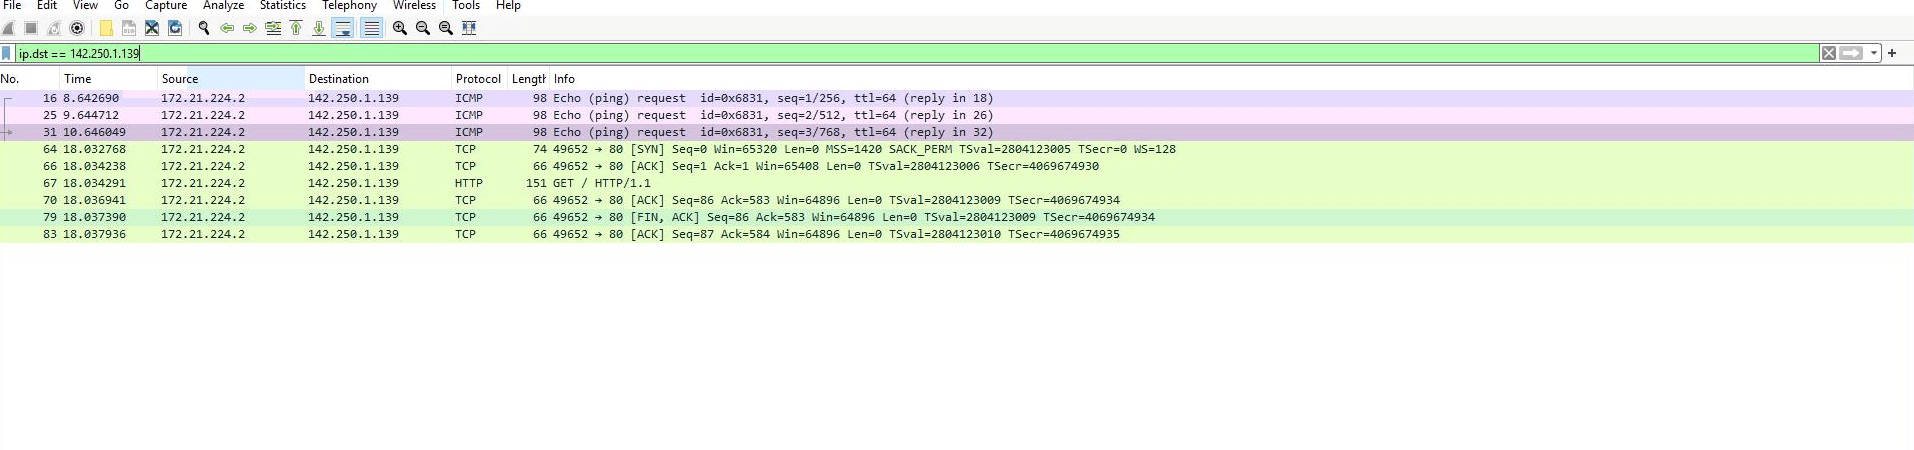 File Edit View Go Capture Analyze Statistics Telephony Wireless Tools Help
ip.dst == 142.250.1.139
No. Time Source Destination Protocol Length Info
16 8.642690 172.21.224.2 142.250.1.139 ICMP 98 Echo (ping) request id=0x6831, seq=1/256, ttl=64 (reply in 18)
25 9.644712 172.21.224.2 142.250.1.139 ICMP 98 Echo (ping) request id=0x6831, seq=2/512, ttl=64 (reply in 26)
31 10.646049 172.21.224.2 142.250.1.139 ICMP 98 Echo (ping) request id=0x6831, seq=3/768, ttl=64 (reply in 32)
64 18.032768 172.21.224.2 142.250.1.139 TCP 74 49652 → 80 [SYN] Seq=0 Win=65320 Len=0 MSS=1420 SACK_PERM TSval=2804123005 TSecr=0 WS=128
66 18.034238 172.21.224.2 142.250.1.139 TCP 66 49652 → 80 [ACK] Seq=1 Ack=1 Win=65408 Len=0 TSval=2804123006 TSecr=4069674930
67 18.034291 172.21.224.2 142.250.1.139 HTTP 151 GET / HTTP/1.1
70 18.036941 172.21.224.2 142.250.1.139 TCP 66 49652 → 80 [ACK] Seq=86 Ack=583 Win=64896 Len=0 TSval=2804123009 TSecr=4069674934
79 18.037390 172.21.224.2 142.250.1.139 TCP 66 49652 → 80 [FIN, ACK] Seq=86 Ack=583 Win=64896 Len=0 TSval=2804123009 TSecr=4069674934
83 18.037936 172.21.224.2 142.250.1.139 TCP 66 49652 → 80 [ACK] Seq=87 Ack=584 Win=64896 Len=0 TSval=2804123010 TSecr=4069674935